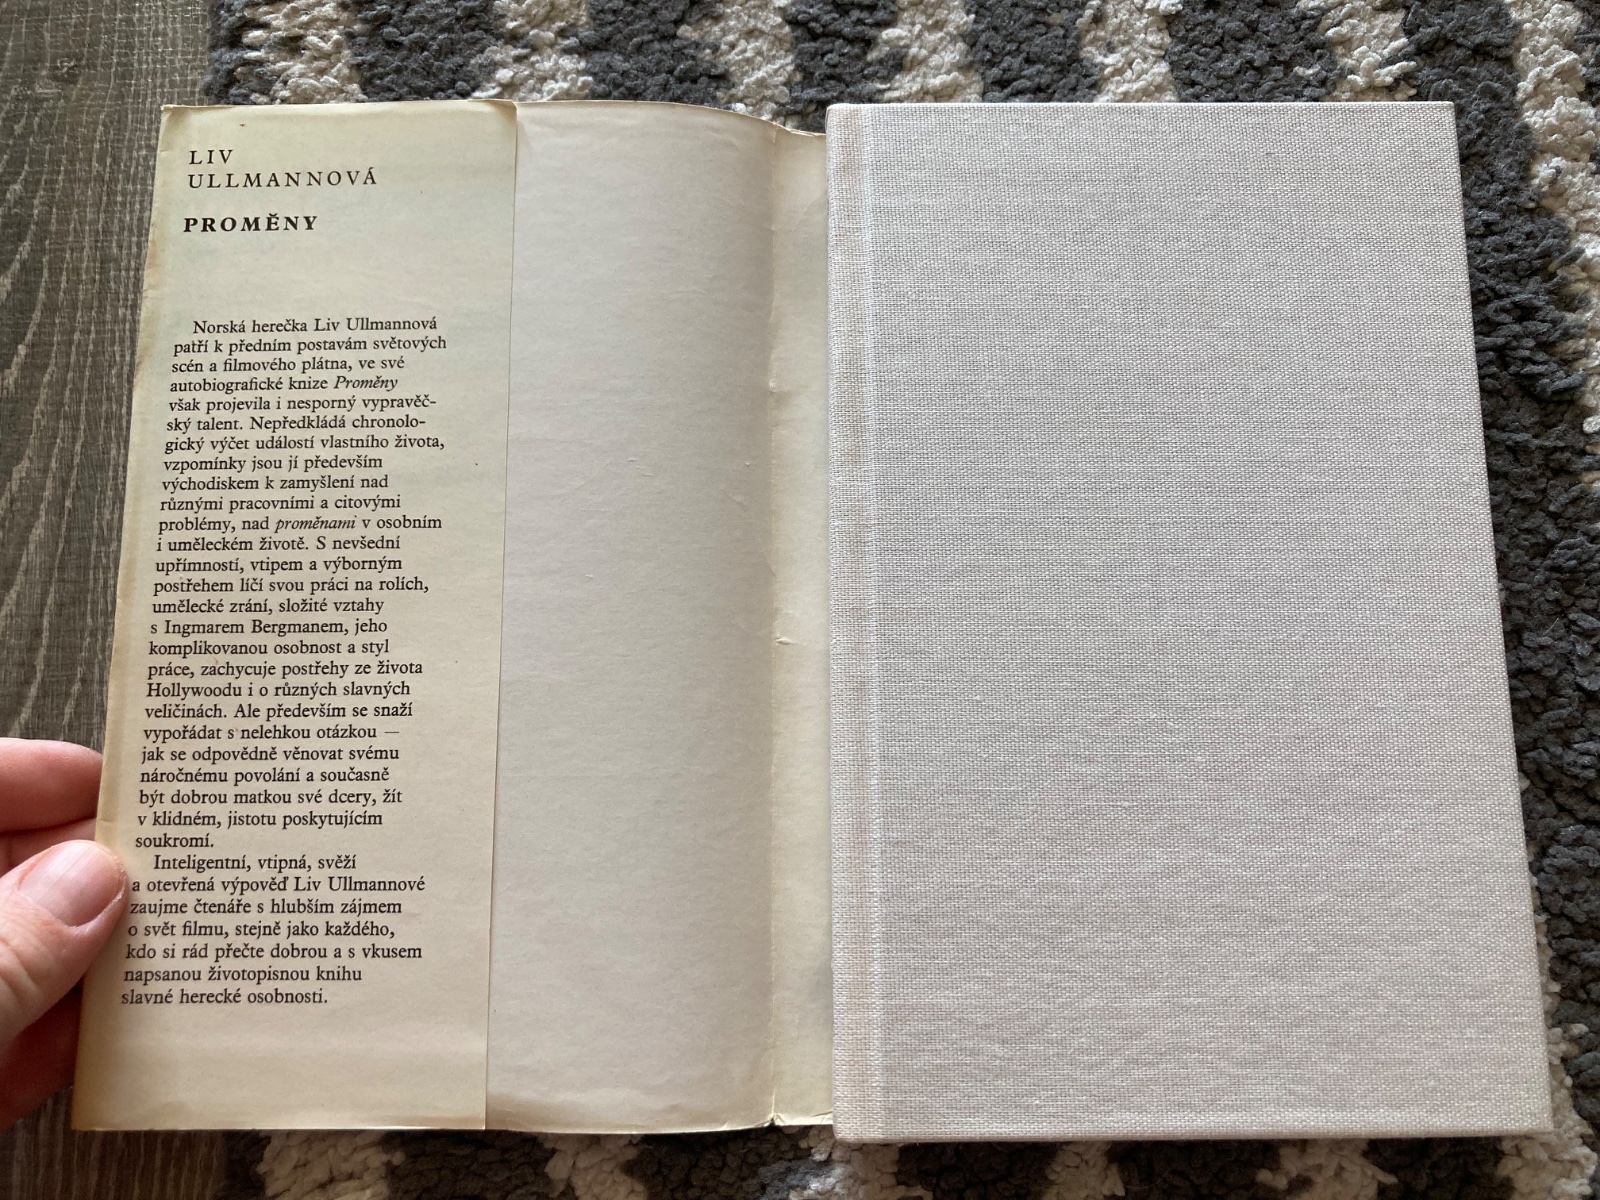 LIV
ULLMANNOVÁ
PROMĚNY
Norská herečka Liv Ullmannová
patří k předním postavám světových
scén a filmového plátna, ve své
autobiografické knize Proměny
však projevila i nesporný vypravěč-
ský talent. Nepředkládá chronolo-
gický výčet událostí vlastního života,
vzpomínky jsou jí především
východiskem k zamyšlení nad
různými pracovními a citovými
problémy, nad proměnami v osobním
i uměleckém životě. S nevšední
upřímností, vtipem a výborným
postřehem líčí svou práci na rolích,
umělecké zrání, složité vztahy
s Ingmarem Bergmanem, jeho
komplikovanou osobnost a styl
práce, zachycuje postřehy ze života
Hollywoodu i o různých slavných
veličinách. Ale především se snaží
vypořádat s nelehkou otázkou —
jak se odpovědně věnovat svému
náročnému povolání a současně
být dobrou matkou své dcery, žít
v klidném, jistotu poskytujícím
soukromí.
Inteligentní, vtipná, svěží
a otevřená výpověď Liv Ullmannové
zaujme čtenáře s hlubším zájmem
o svět filmu, stejně jako každého,
kdo si rád přečte dobrou a s vkusem
napsanou životopisnou knihu
slavné herecké osobnosti.